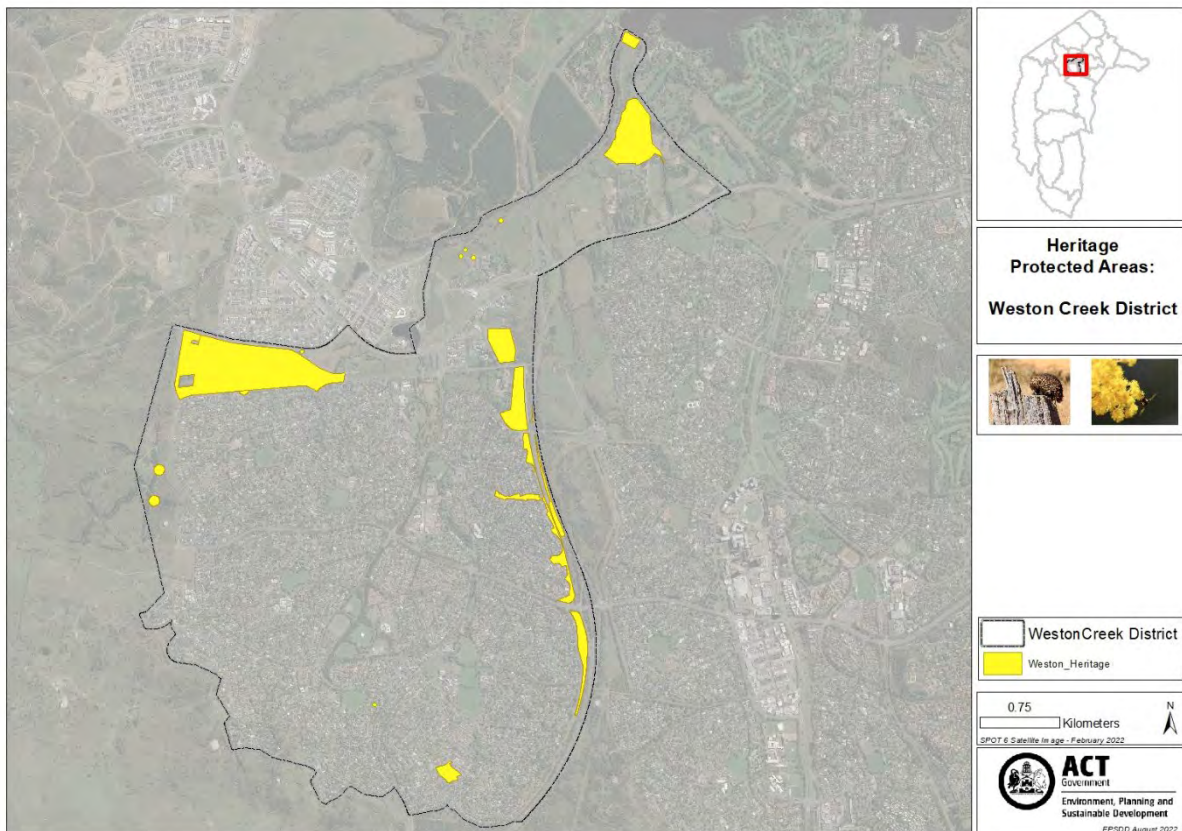 Heritage
Protected Areas:
Weston Creek District
WestonCreek District
Weston_Heritage
0.75
Kilometers
N
SPOT 6 Satellite Image - February 2022
ACT
Government
Environment, Planning and
Sustainable Development
EPSDD August 2022